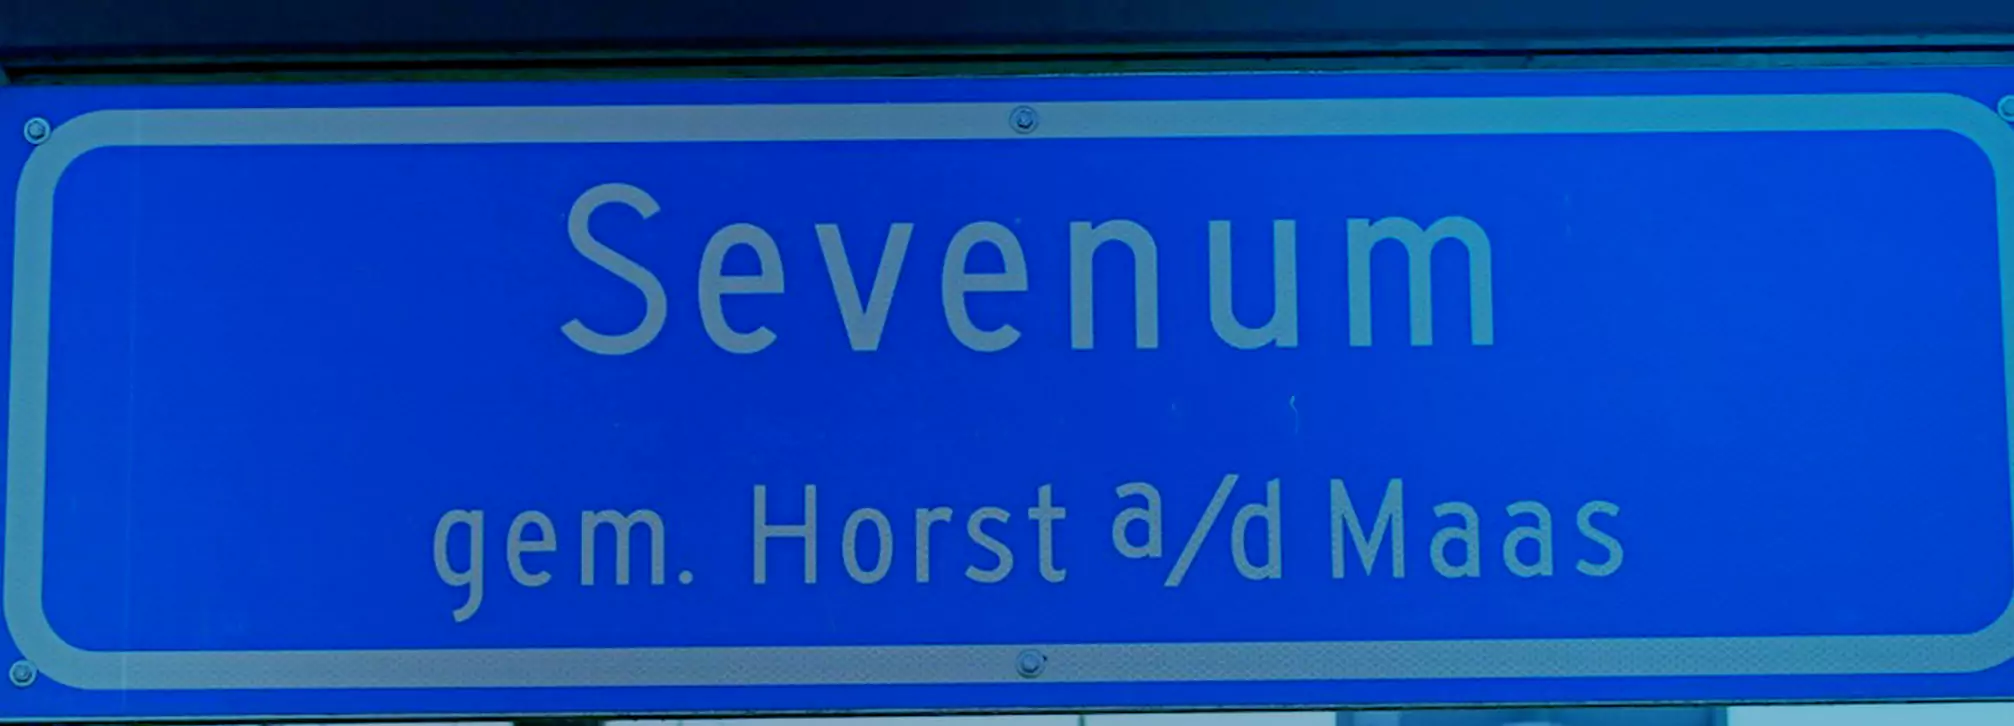 Sevenum
gem. Horst a/d Maas